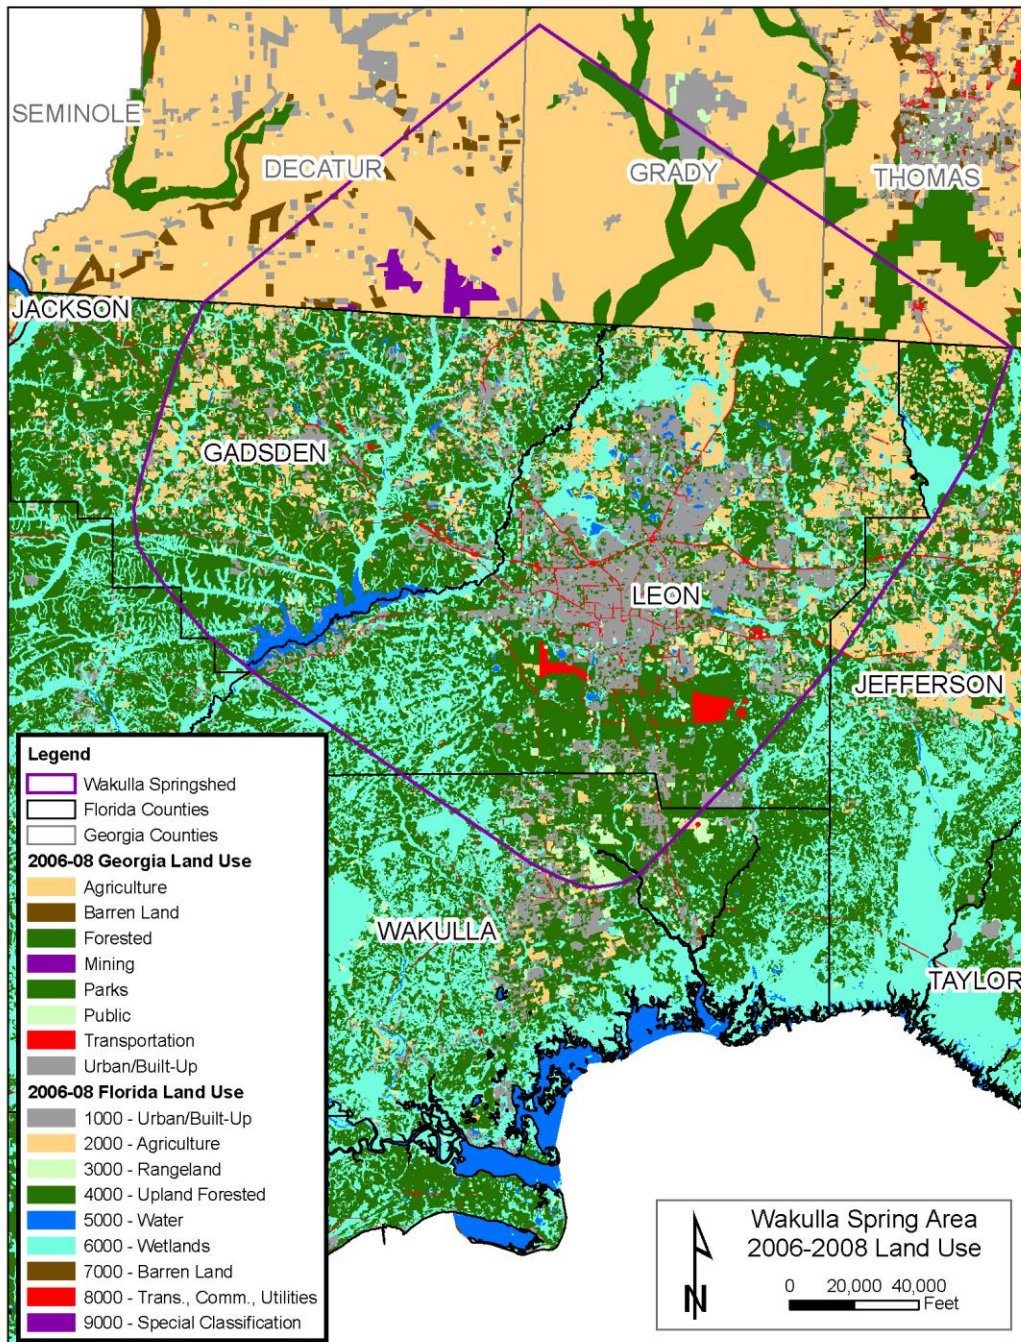 SEMINOLE
DECATUR
GRADY
THOMAS
JACKSON
GADSDEN
LEON
JEFFERSON
WAKULLA
TAYLOR
Legend
Wakulla Springshed
Florida Counties
Georgia Counties
2006-08 Georgia Land Use
Agriculture
Barren Land
Forested
Mining
Parks
Public
Transportation
Urban/Built-Up
2006-08 Florida Land Use
1000 - Urban/Built-Up
2000 - Agriculture
3000 - Rangeland
4000 - Upland Forested
5000 - Water
6000 - Wetlands
7000 - Barren Land
8000 - Trans., Comm., Utilities
9000 - Special Classification
Wakulla Spring Area
2006-2008 Land Use
N
0 20,000 40,000
Feet